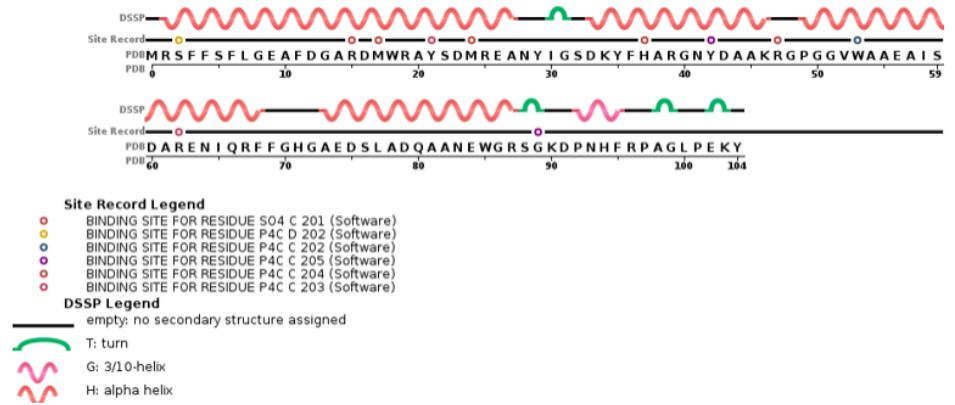 DSSP
Site Record
PDB MRSFFSFLGEAFDGARDMWRAYSDMREANYIGSDKYFHARGNYDAAKRGPGGVWAAEAIS
PDB 0 10 20 30 40 50 59
DSSP
Site Record
PDB DARENIQRFFGHGAEDSLADQAANEWGRSGKDPNHFRPAGLPEKY
PDB 60 70 80 90 100 104
Site Record Legend
BINDING SITE FOR RESIDUE SO4 C 201 (Software)
BINDING SITE FOR RESIDUE P4C D 202 (Software)
BINDING SITE FOR RESIDUE P4C C 202 (Software)
BINDING SITE FOR RESIDUE P4C C 205 (Software)
BINDING SITE FOR RESIDUE P4C C 204 (Software)
BINDING SITE FOR RESIDUE P4C C 203 (Software)
DSSP Legend
empty: no secondary structure assigned
T: turn
G: 3/10-helix
H: alpha helix